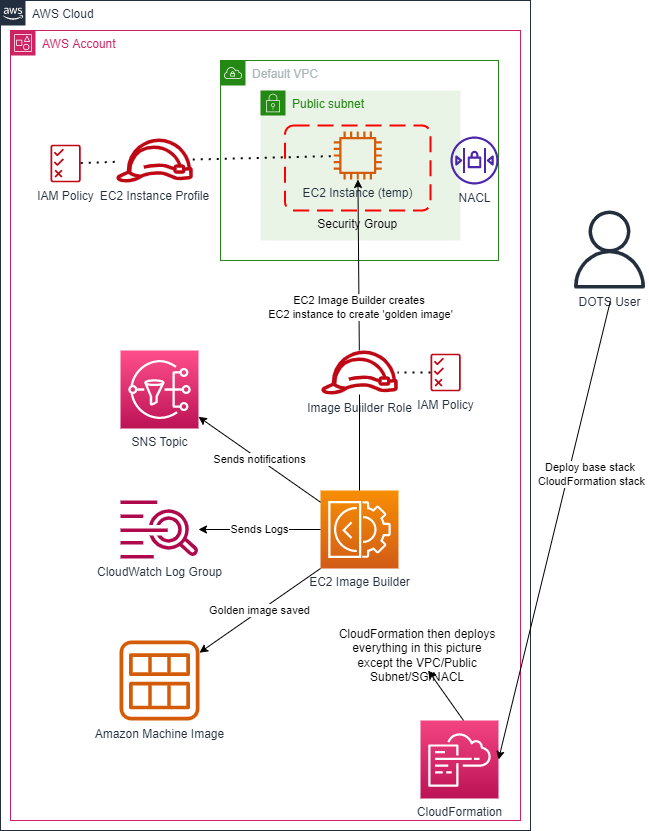 aws
AWS Cloud
AWS Account
Default VPC
Public subnet
IAM Policy
EC2 Instance Profile
EC2 Instance (temp)
NACL
Security Group
DOTS User
EC2 Image Builder creates
EC2 instance to create 'golden image'
Image Builder Role
IAM Policy
SNS Topic
Sends notifications
Deploy base stack
CloudFormation stack
Sends Logs
CloudWatch Log Group
EC2 Image Builder
Golden image saved
CloudFormation then deploys
everything in this picture
except the VPC/Public
Subnet/SG/NACL
Amazon Machine Image
CloudFormation